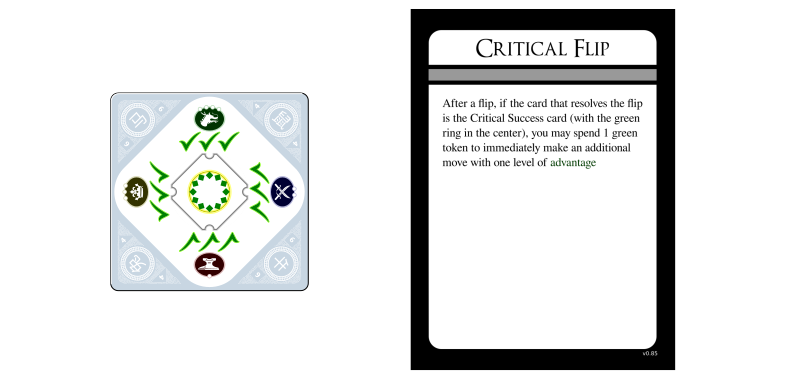 CRITICAL FLIP
After a flip, if the card that resolves the flip
is the Critical Success card (with the green
ring in the center), you may spend 1 green
token to immediately make an additional
move with one level of advantage
v0.85